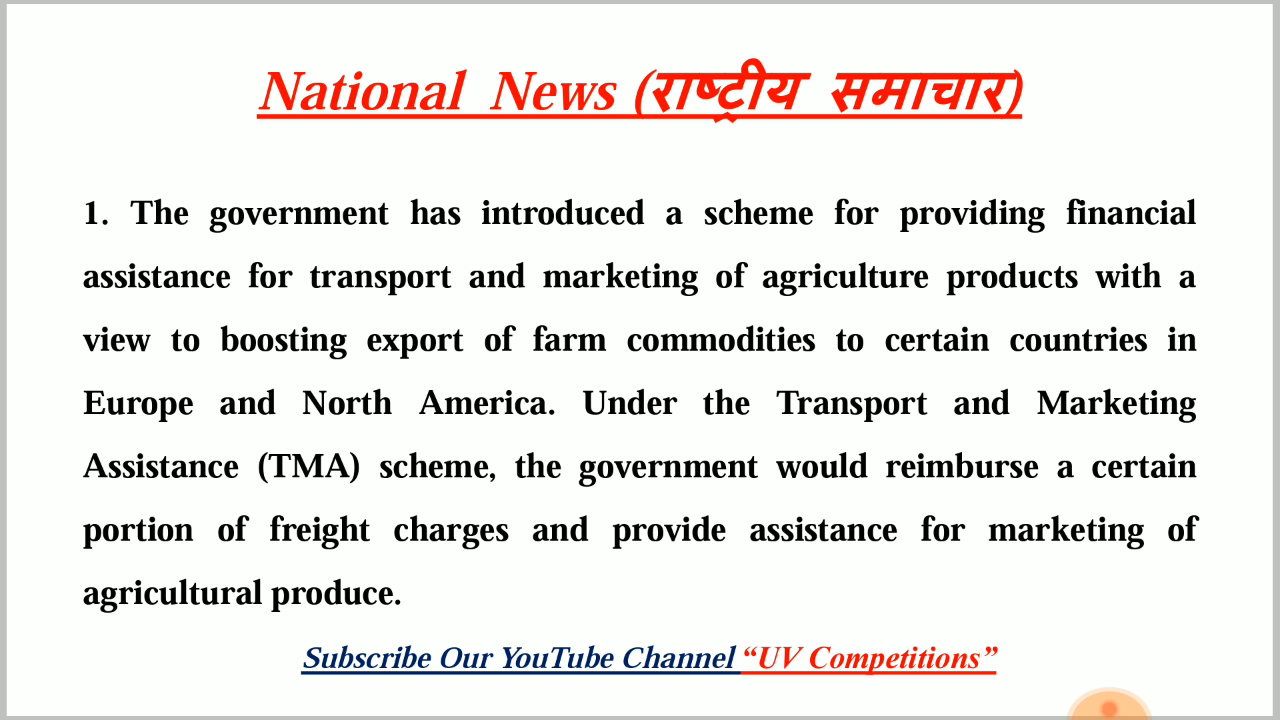 National News (राष्ट्रीय समाचार)
1. The government has introduced a scheme for providing financial
assistance for transport and marketing of agriculture products with a
view to boosting export of farm commodities to certain countries in
Europe and North America. Under the Transport and Marketing
Assistance (TMA) scheme, the government would reimburse a certain
portion of freight charges and provide assistance for marketing of
agricultural produce.
Subscribe Our YouTube Channel “UV Competitions”